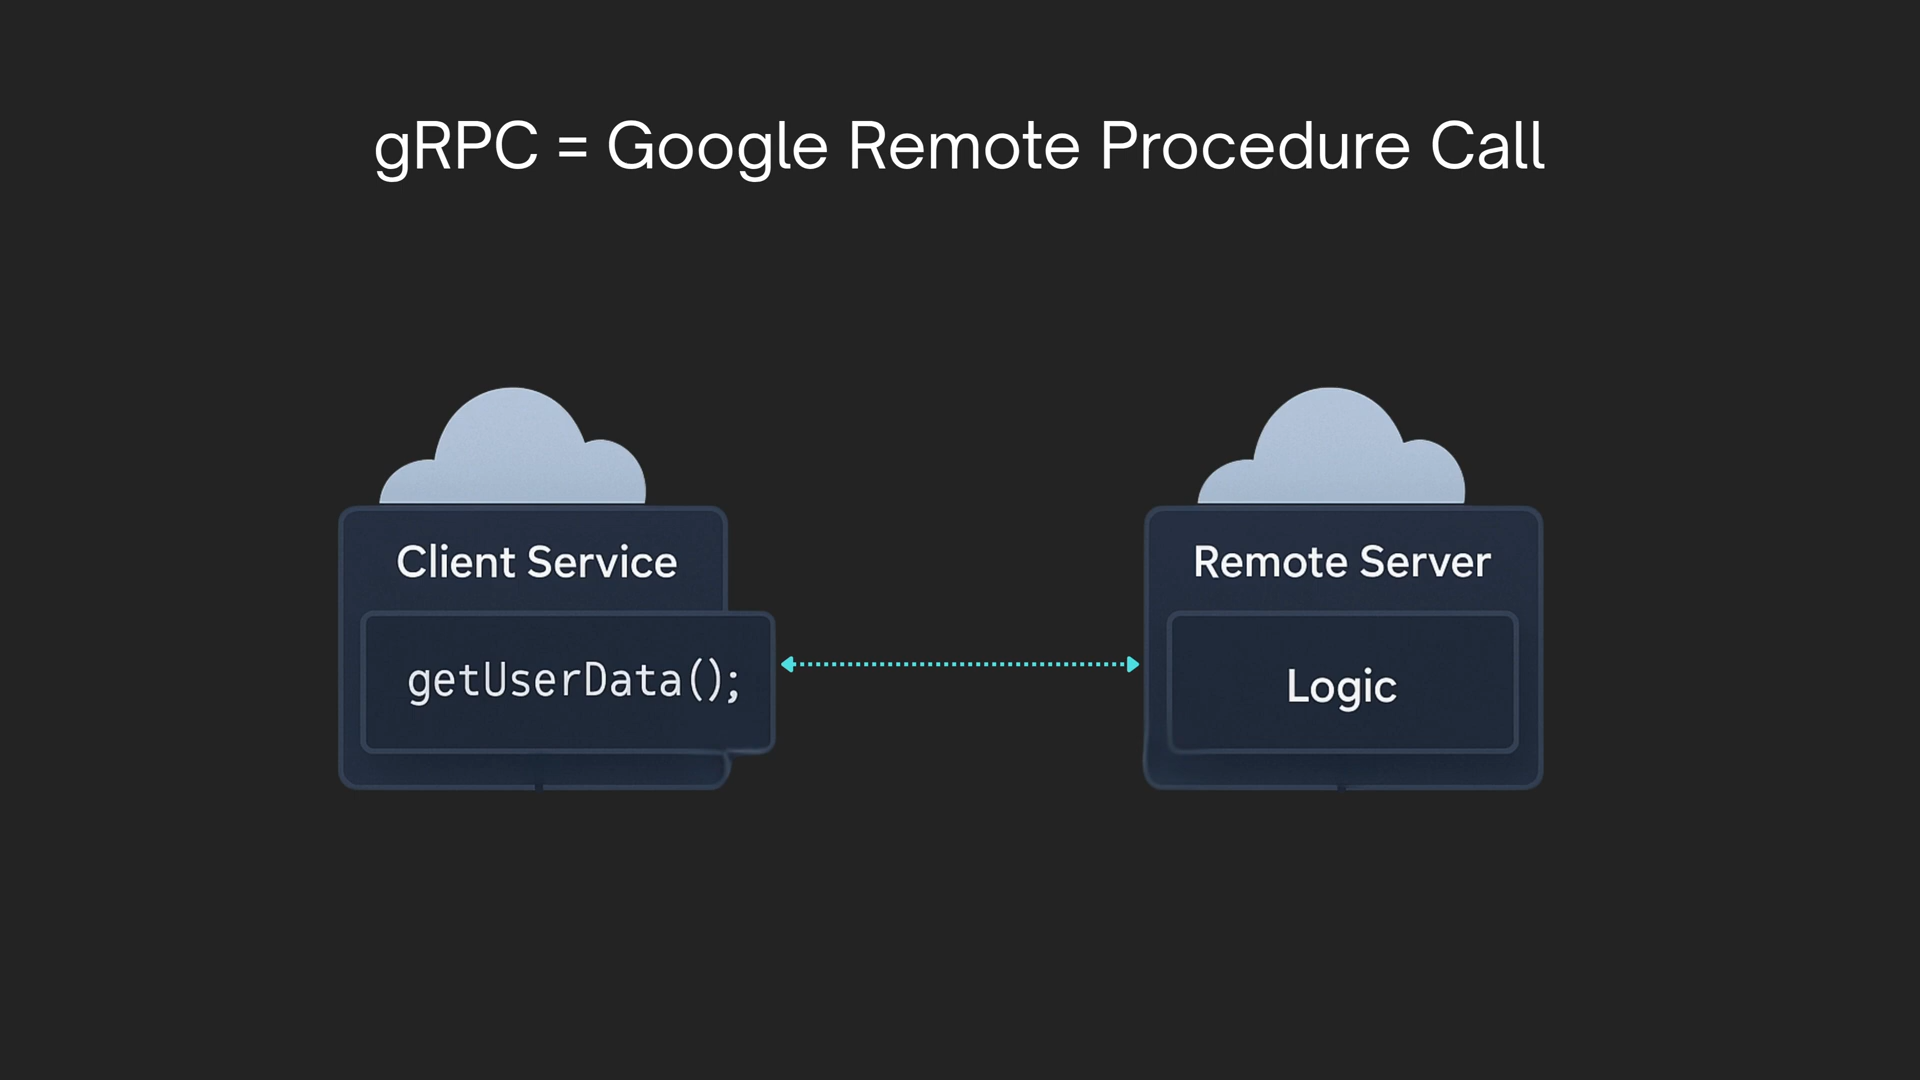 gRPC = Google Remote Procedure Call
Client Service
getUserData();
Remote Server
Logic